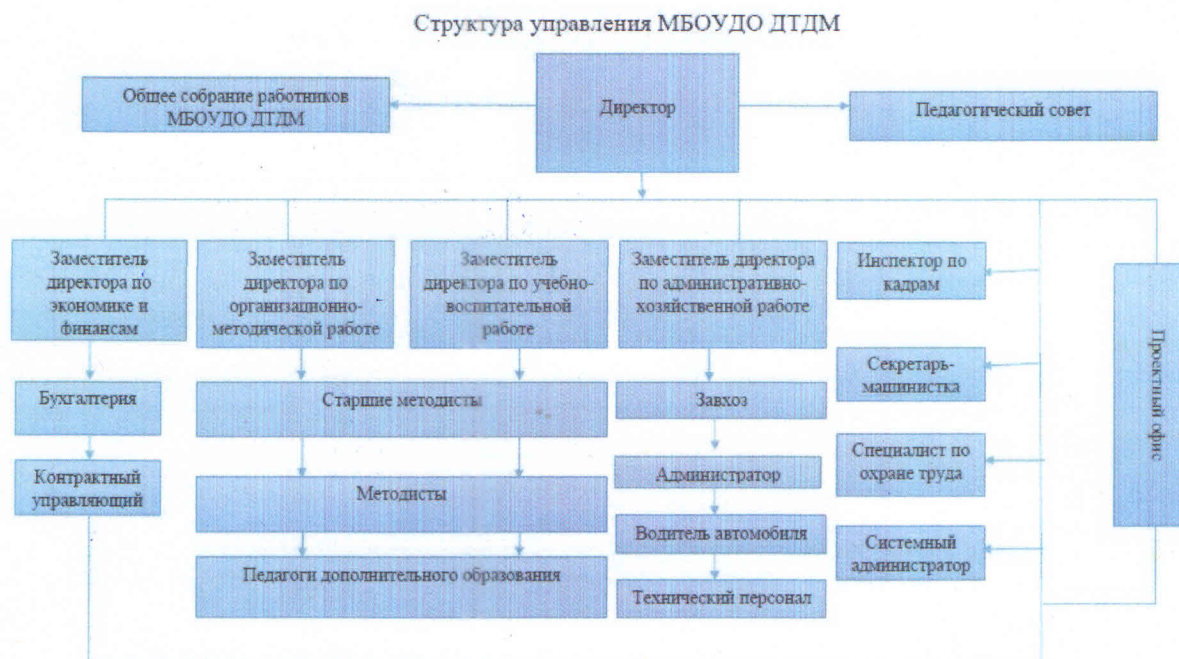 Структура управления МБОУДО ДТДМ
Общее собрание работников
МБОУДО ДТДМ
Директор
Педагогический совет
Заместитель
директора по
экономике и
финансам
Заместитель
директора по
организационно-
методической работе
Заместитель
директора по учебно-
воспитательной
работе
Заместитель директора
по административно-
хозяйственной работе
Инспектор по
кадрам
Проектный офис
Бухгалтерия
Старшие методисты
Завхоз
Секретарь-
машинистка
Контрактный
управляющий
Методисты
Администратор
Специалист по
охране труда
Водитель автомобиля
Системный
администратор
Педагоги дополнительного образования
Технический персонал